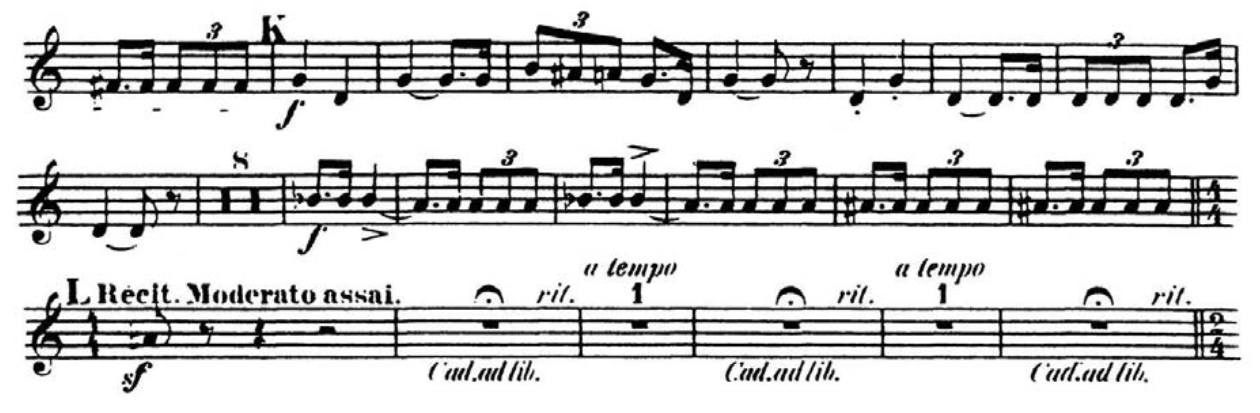 3 K 3 3
f
8 3 3 3 3
f
a tempo a tempo
L Récit. Moderato assai. rit. 1 rit. 1 rit.
sf Cad. ad lib. Cad. ad lib. Cad. ad lib.